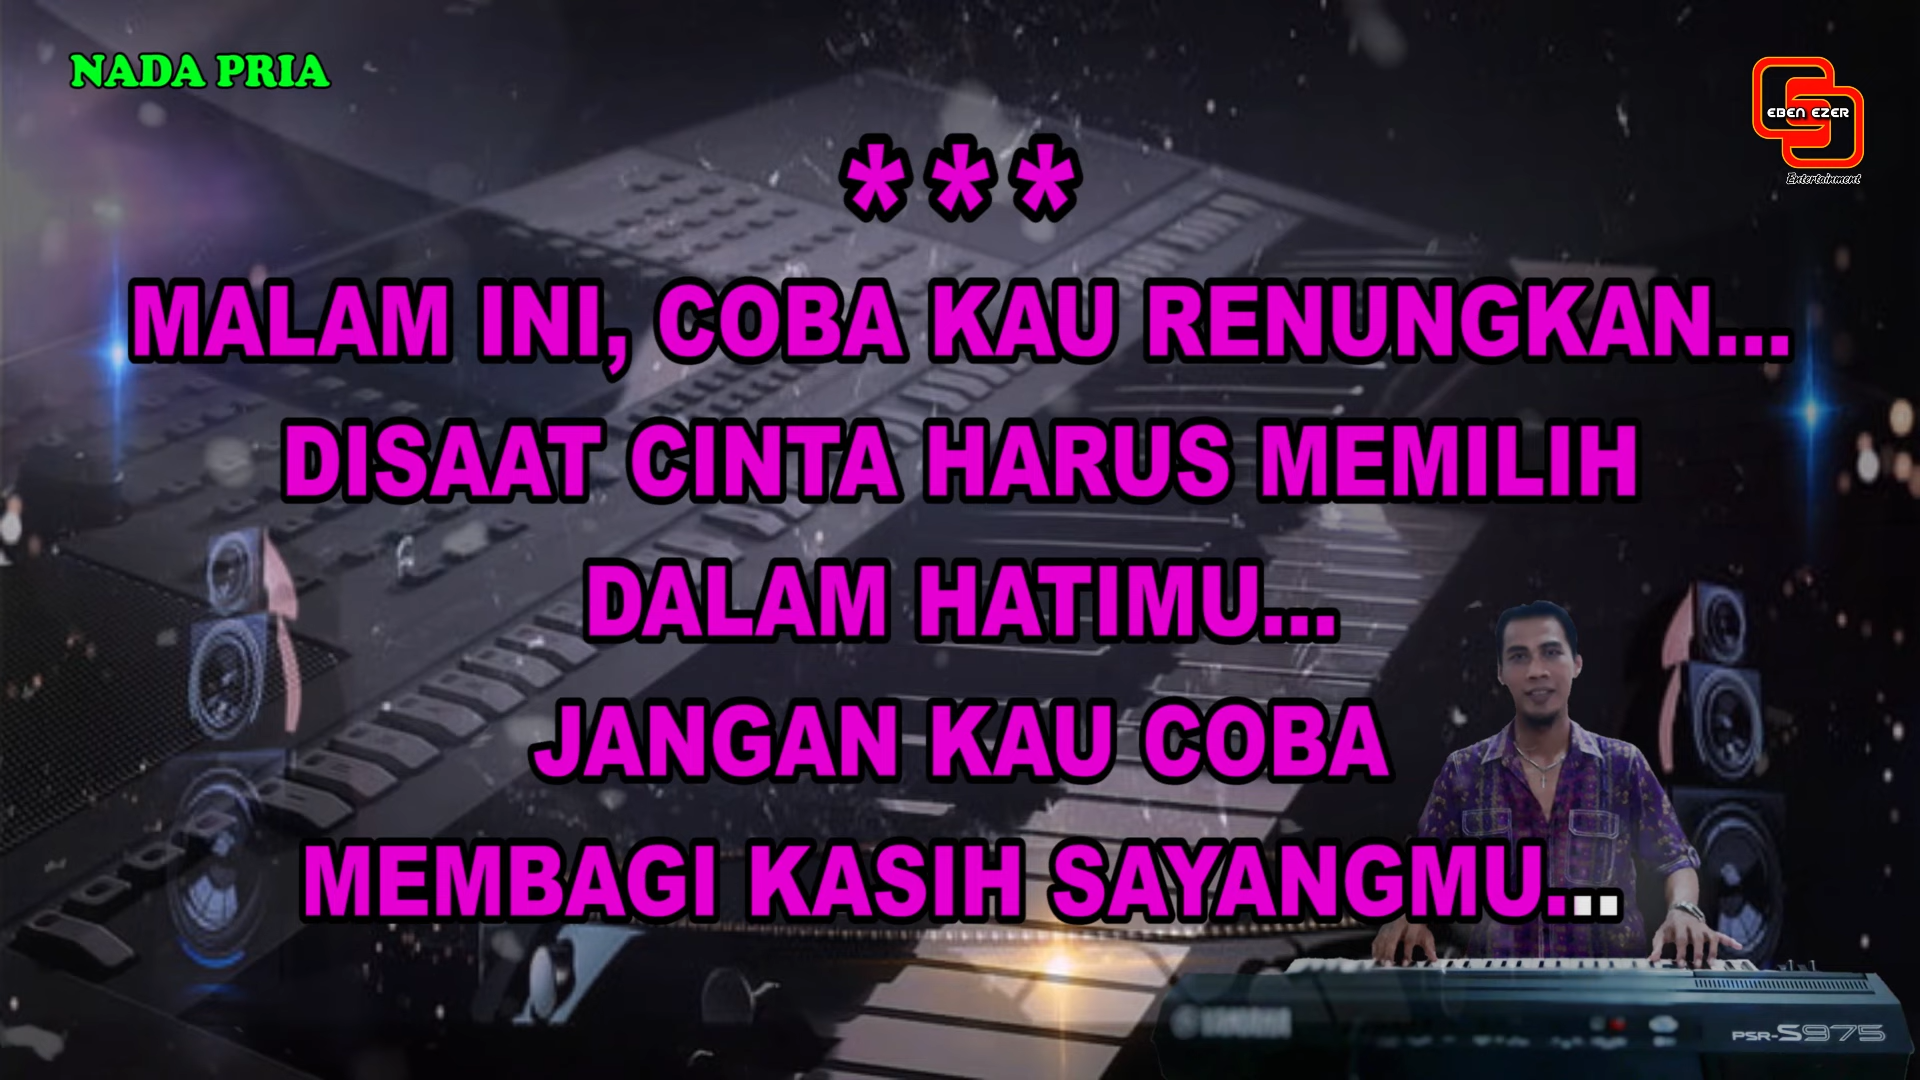 NADA PRIA
EBEN EZER
Entertainment
***
MALAM INI, COBA KAU RENUNGKAN...
DISAAT CINTA HARUS MEMILIH
DALAM HATIMU...
JANGAN KAU COBA
MEMBAGI KASIH SAYANGMU...
PSR-S975